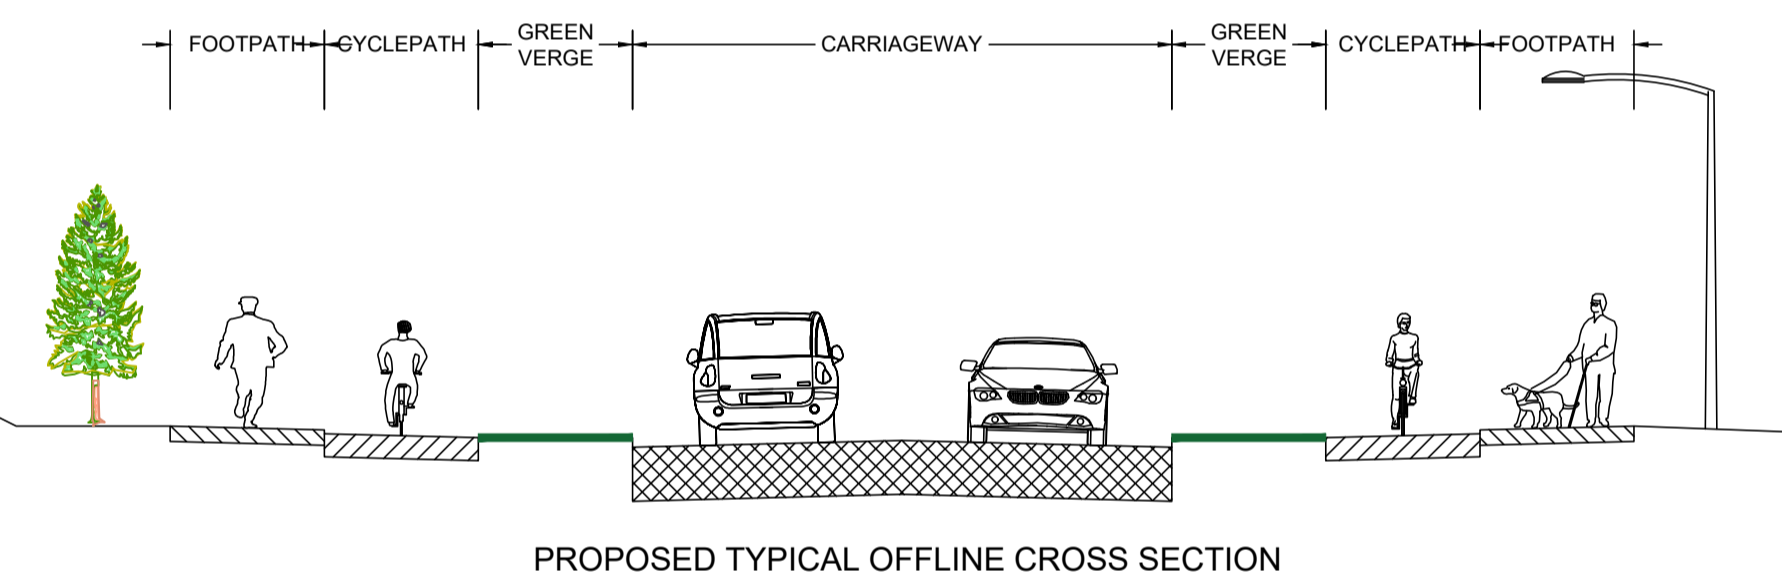 FOOTPATH CYCLEPATH GREEN VERGE CARRIAGEWAY GREEN VERGE CYCLEPATH FOOTPATH
PROPOSED TYPICAL OFFLINE CROSS SECTION